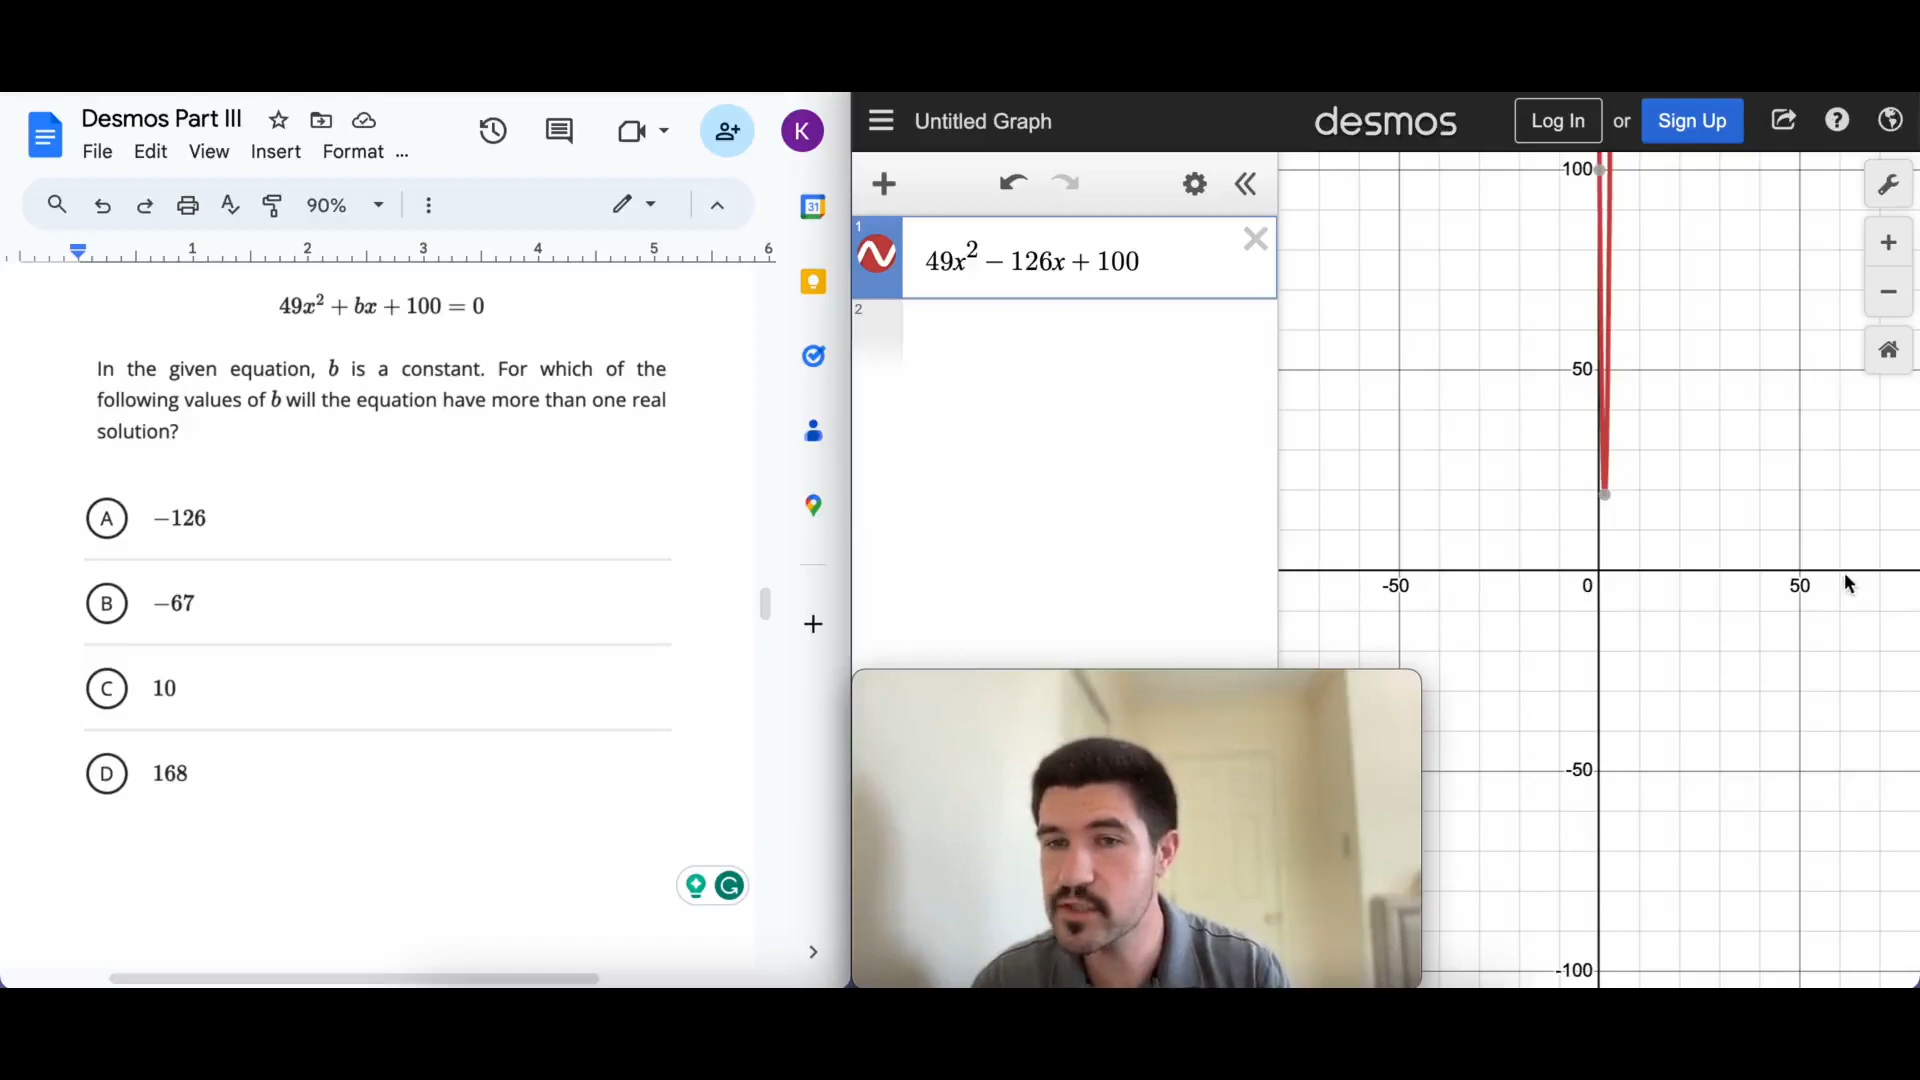 Desmos Part III
File Edit View Insert Format ...
K
90%
1 2 3 4 5 6
31
49x² + bx + 100 = 0
In the given equation, b is a constant. For which of the
following values of b will the equation have more than one real
solution?
A −126
B −67
C 10
D 168
G
Untitled Graph
desmos
Log In or Sign Up
1
49x² − 126x + 100
2
100
50
-50 0 50
-50
-100